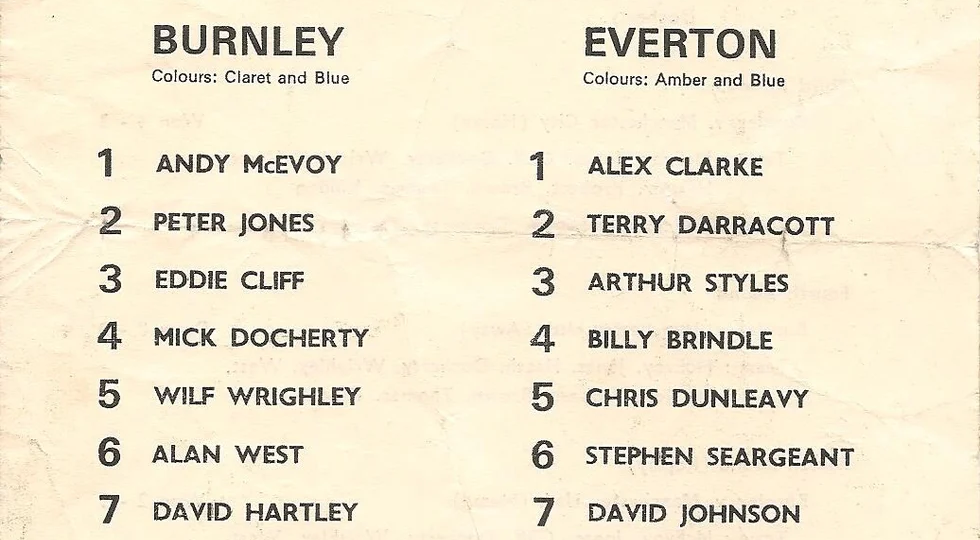 BURNLEY
Colours: Claret and Blue
1 ANDY McEVOY
2 PETER JONES
3 EDDIE CLIFF
4 MICK DOCHERTY
5 WILF WRIGHLEY
6 ALAN WEST
7 DAVID HARTLEY
EVERTON
Colours: Amber and Blue
1 ALEX CLARKE
2 TERRY DARRACOTT
3 ARTHUR STYLES
4 BILLY BRINDLE
5 CHRIS DUNLEAVY
6 STEPHEN SEARGEANT
7 DAVID JOHNSON